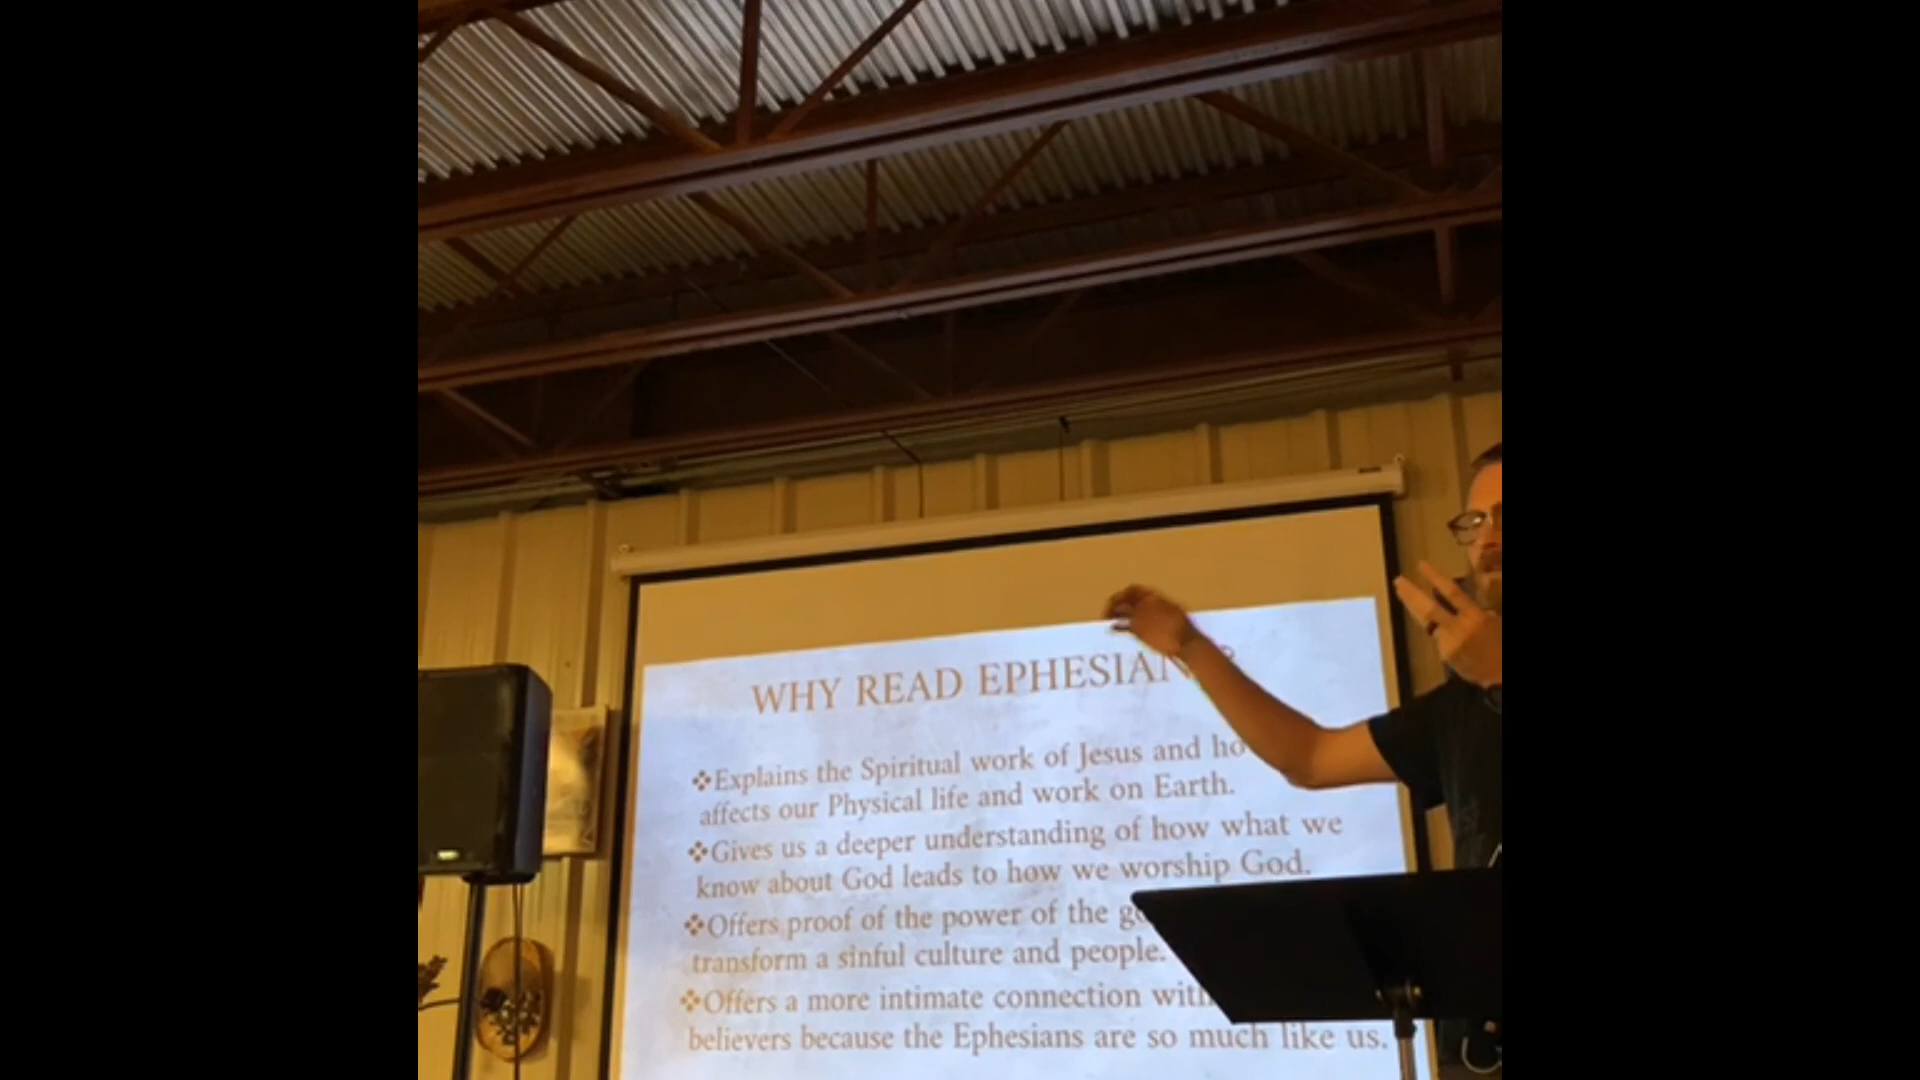 WHY READ EPHESIANS?
❖Explains the Spiritual work of Jesus and ho
affects our Physical life and work on Earth.
❖Gives us a deeper understanding of how what we
know about God leads to how we worship God.
❖Offers proof of the power of the
transform a sinful culture and people.
❖Offers a more intimate connection with
believers because the Ephesians are so much like us.